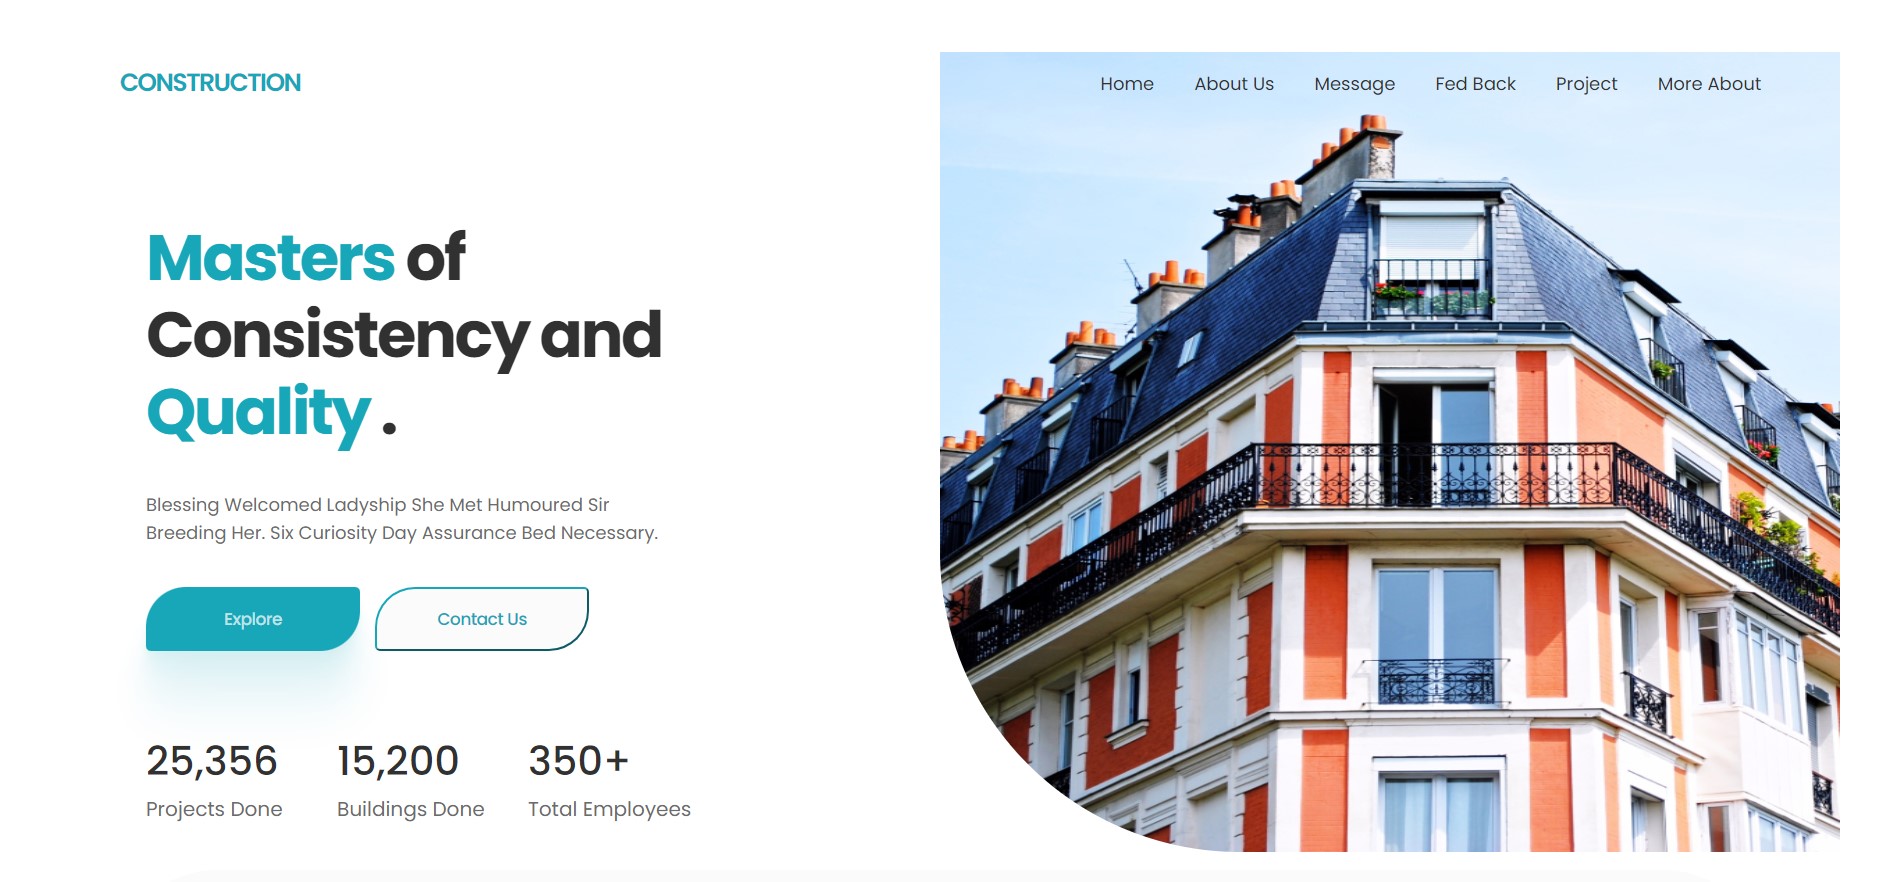 CONSTRUCTION
Home About Us Message Fed Back Project More About
Masters of
Consistency and
Quality .
Blessing Welcomed Ladyship She Met Humoured Sir
Breeding Her. Six Curiosity Day Assurance Bed Necessary.
Explore Contact Us
25,356 15,200 350+
Projects Done Buildings Done Total Employees